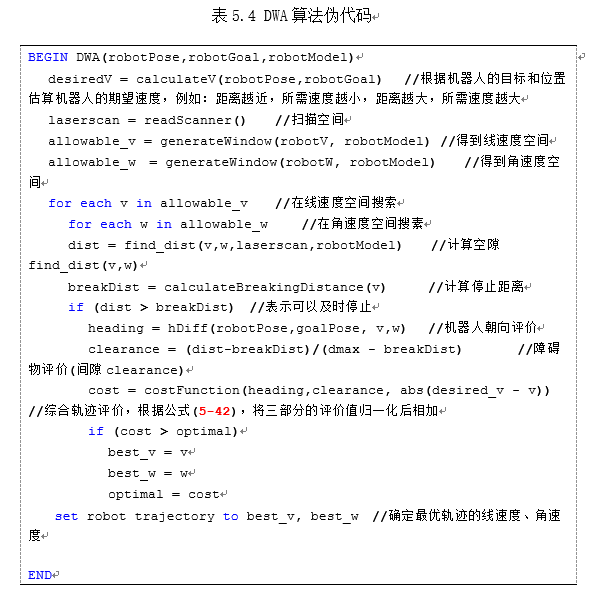 表 5.4 DWA 算法伪代码
BEGIN DWA(robotPose,robotGoal,robotModel)
desiredV = calculateV(robotPose,robotGoal) //根据机器人的目标和位置
估算机器人的期望速度，例如：距离越近，所需速度越小，距离越大，所需速度越大
laserscan = readScanner() //扫描空间
allowable_v = generateWindow(robotV, robotModel) //得到线速度空间
allowable_w = generateWindow(robotW, robotModel) //得到角速度空
间
for each v in allowable_v //在线速度空间搜索
for each w in allowable_w //在角速度空间搜素
dist = find_dist(v,w,laserscan,robotModel) //计算空隙
find_dist(v,w)
breakDist = calculateBreakingDistance(v) //计算停止距离
if (dist > breakDist) //表示可以及时停止
heading = hDiff(robotPose,goalPose, v,w) //机器人朝向评价
clearance = (dist-breakDist)/(dmax - breakDist) //障碍
物评价(间隙 clearance)
cost = costFunction(heading,clearance, abs(desired_v - v))
//综合轨迹评价，根据公式(5-42)，将三部分的评价值归一化后相加
if (cost > optimal)
best_v = v
best_w = w
optimal = cost
set robot trajectory to best_v, best_w //确定最优轨迹的线速度、角速
度
END